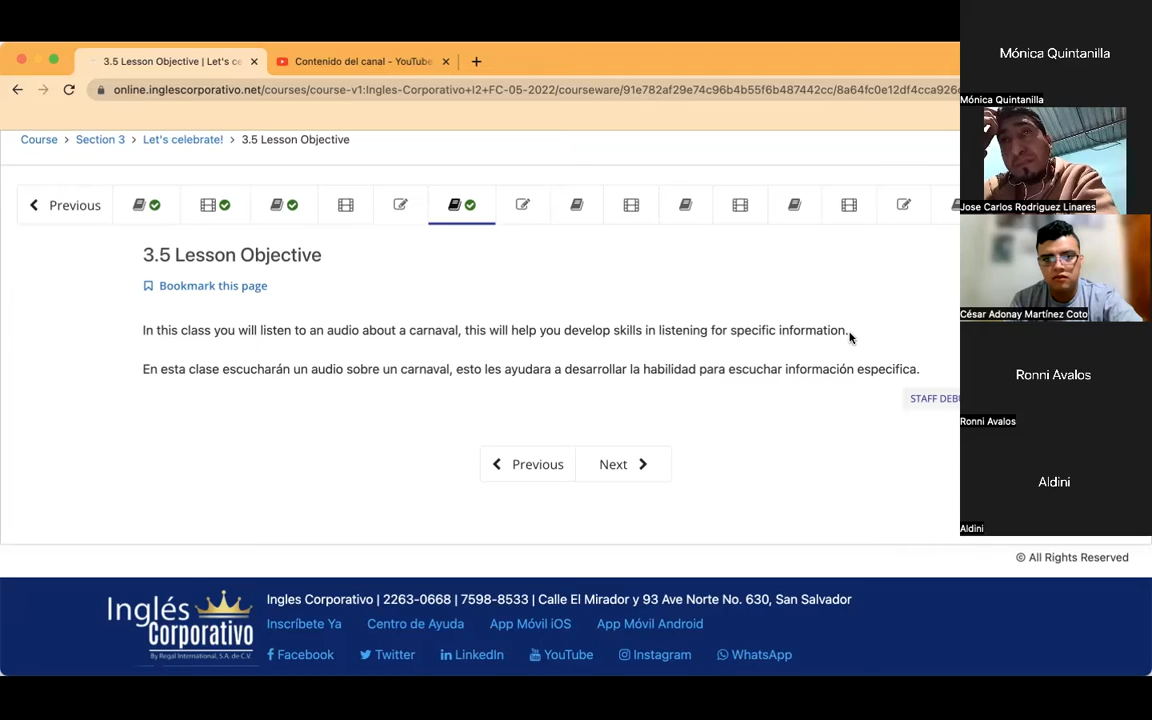 3.5 Lesson Objective | Let's ce
Contenido del canal - YouTube
online.inglescorporativo.net/courses/course-v1:Ingles-Corporativo+I2+FC-05-2022/courseware/91e782af29e74c96b4b55f6b487442cc/8a64fc0e12df4cca926c
Course > Section 3 > Let's celebrate! > 3.5 Lesson Objective
Previous
3.5 Lesson Objective
Bookmark this page
In this class you will listen to an audio about a carnaval, this will help you develop skills in listening for specific information.
En esta clase escucharán un audio sobre un carnaval, esto les ayudara a desarrollar la habilidad para escuchar información especifica.
STAFF DEBU
Previous
Next
© All Rights Reserved
Inglés Corporativo
By Regal International, S.A. de C.V.
Ingles Corporativo | 2263-0668 | 7598-8533 | Calle El Mirador y 93 Ave Norte No. 630, San Salvador
Inscríbete Ya Centro de Ayuda App Móvil iOS App Móvil Android
Facebook Twitter LinkedIn YouTube Instagram WhatsApp
Mónica Quintanilla
Mónica Quintanilla
Jose Carlos Rodriguez Linares
César Adonay Martínez Coto
Ronni Avalos
Ronni Avalos
Aldini
Aldini